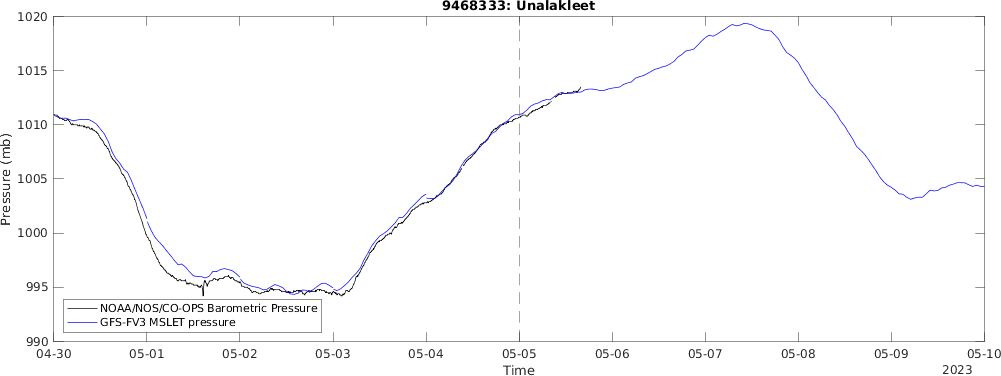 9468333: Unalakleet
1020
1015
1010
1005
1000
995
990
Pressure (mb)
NOAA/NOS/CO-OPS Barometric Pressure
GFS-FV3 MSLET pressure
04-30 05-01 05-02 05-03 05-04 05-05 05-06 05-07 05-08 05-09 05-10
Time
2023